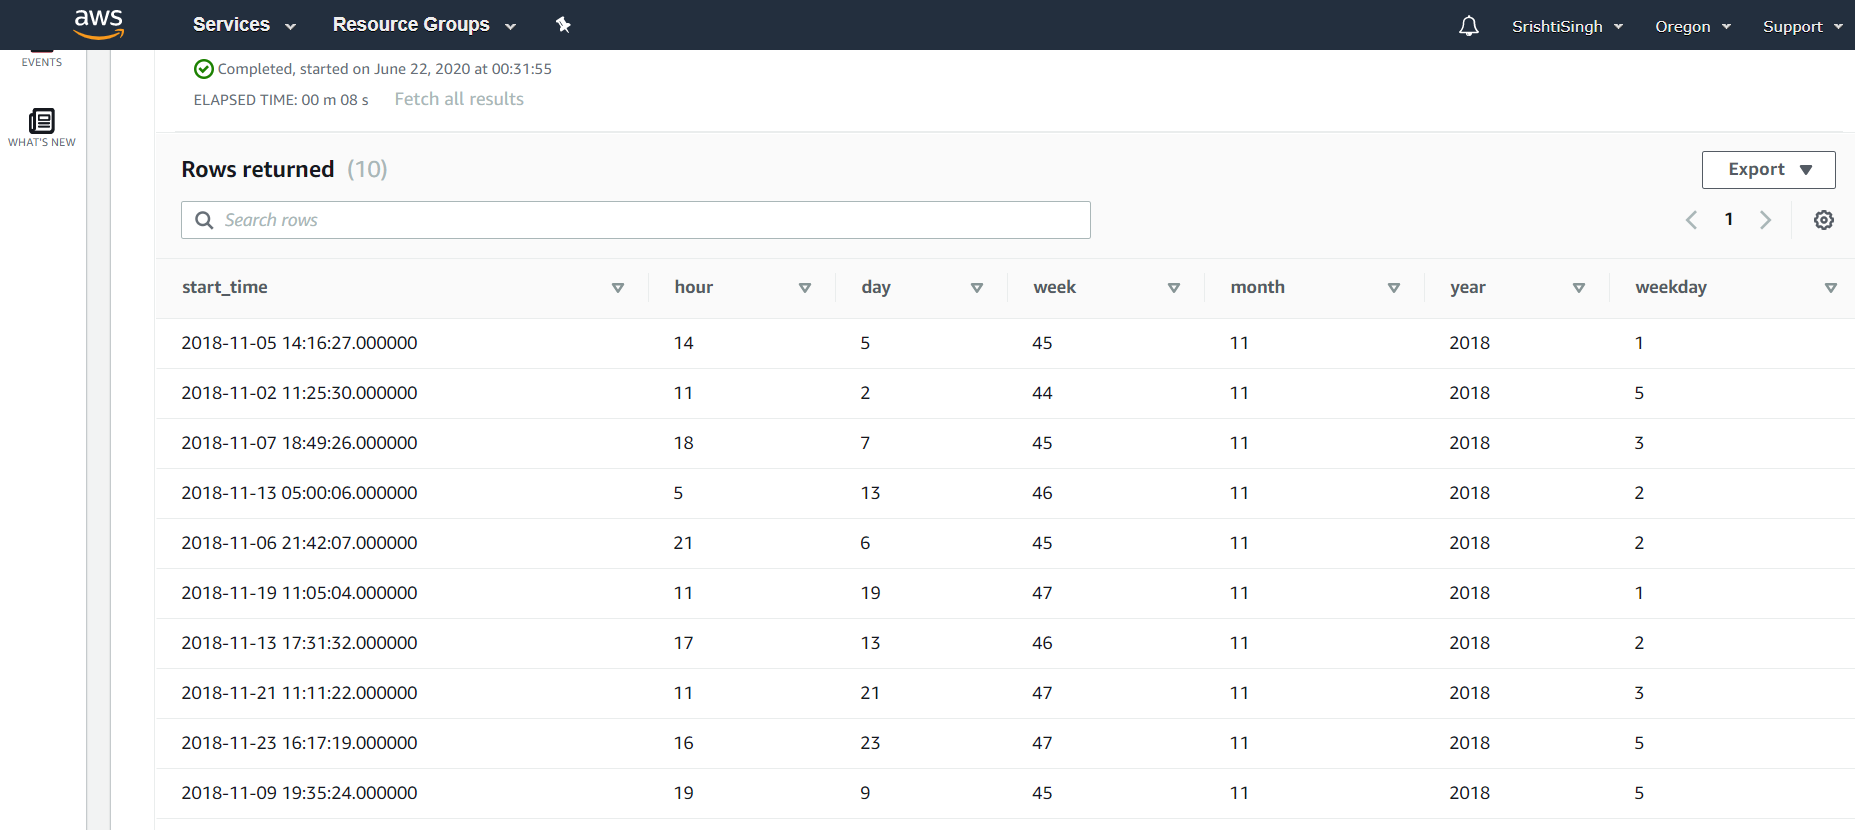 aws Services Resource Groups SrishtiSingh Oregon Support
EVENTS
WHAT'S NEW
Completed, started on June 22, 2020 at 00:31:55
ELAPSED TIME: 00 m 08 s Fetch all results
Rows returned (10) Export
Search rows 1
start_time hour day week month year weekday
2018-11-05 14:16:27.000000 14 5 45 11 2018 1
2018-11-02 11:25:30.000000 11 2 44 11 2018 5
2018-11-07 18:49:26.000000 18 7 45 11 2018 3
2018-11-13 05:00:06.000000 5 13 46 11 2018 2
2018-11-06 21:42:07.000000 21 6 45 11 2018 2
2018-11-19 11:05:04.000000 11 19 47 11 2018 1
2018-11-13 17:31:32.000000 17 13 46 11 2018 2
2018-11-21 11:11:22.000000 11 21 47 11 2018 3
2018-11-23 16:17:19.000000 16 23 47 11 2018 5
2018-11-09 19:35:24.000000 19 9 45 11 2018 5